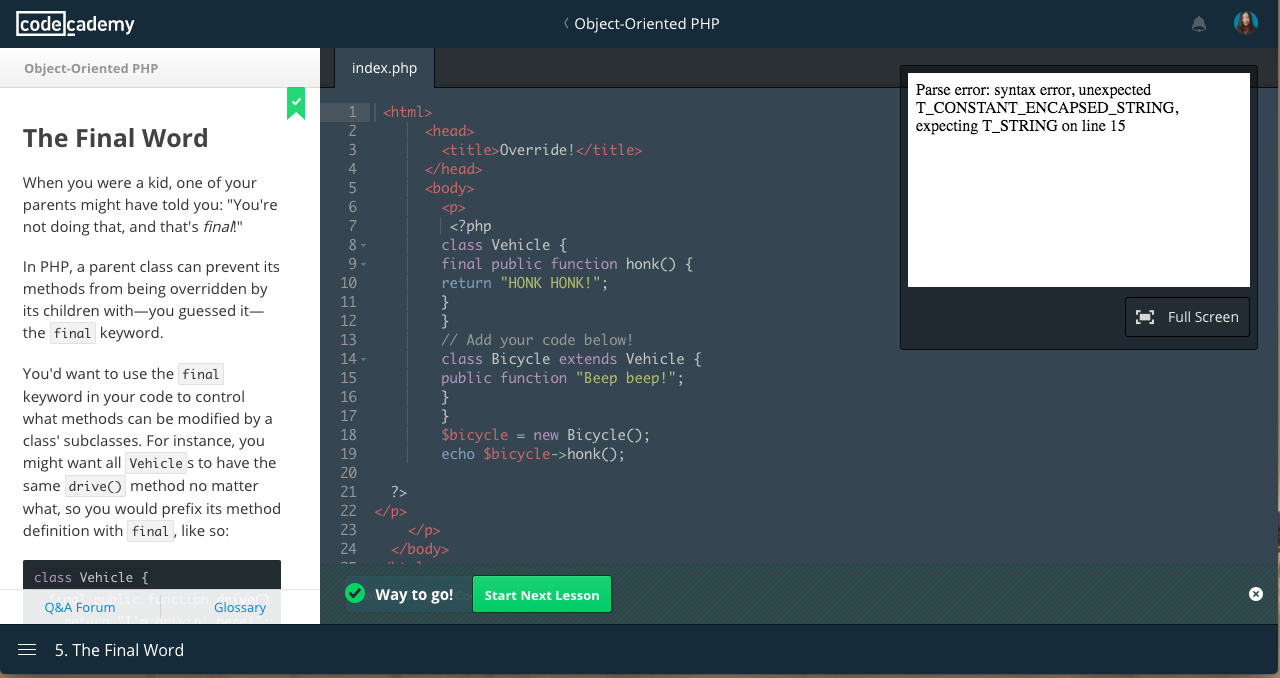 codecademy
Object-Oriented PHP
Object-Oriented PHP
The Final Word
When you were a kid, one of your
parents might have told you: "You're
not doing that, and that's final!"
In PHP, a parent class can prevent its
methods from being overridden by
its children with—you guessed it—
the final keyword.
You'd want to use the final
keyword in your code to control
what methods can be modified by a
class' subclasses. For instance, you
might want all Vehicles to have the
same drive() method no matter
what, so you would prefix its method
definition with final, like so:
class Vehicle {
final public function drive()
return "I'm drivin' here!";
Q&A Forum
Glossary
index.php
1 <html>
2 <head>
3 <title>Override!</title>
4 </head>
5 <body>
6 <p>
7 <?php
8 class Vehicle {
9 final public function honk() {
10 return "HONK HONK!";
11 }
12 }
13 // Add your code below!
14 class Bicycle extends Vehicle {
15 public function "Beep beep!";
16 }
17 }
18 $bicycle = new Bicycle();
19 echo $bicycle->honk();
20
21 ?>
22 </p>
23 </p>
24 </body>
Parse error: syntax error, unexpected
T_CONSTANT_ENCAPSED_STRING,
expecting T_STRING on line 15
Full Screen
Way to go!
Start Next Lesson
5. The Final Word